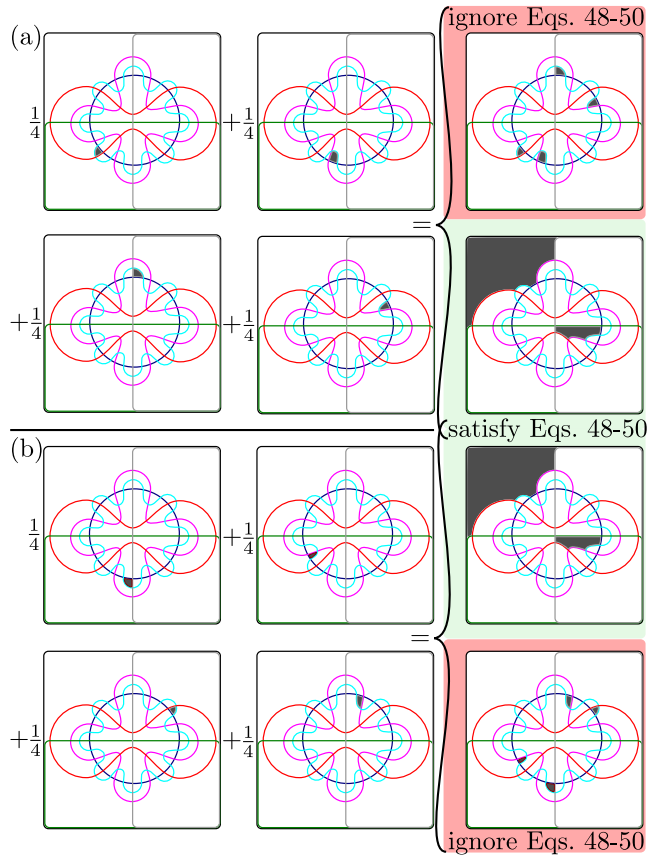 ignore Eqs. 48-50
(a)
1/4 +1/4
=
+1/4 +1/4
satisfy Eqs. 48-50
(b)
1/4 +1/4
=
+1/4 +1/4
ignore Eqs. 48-50